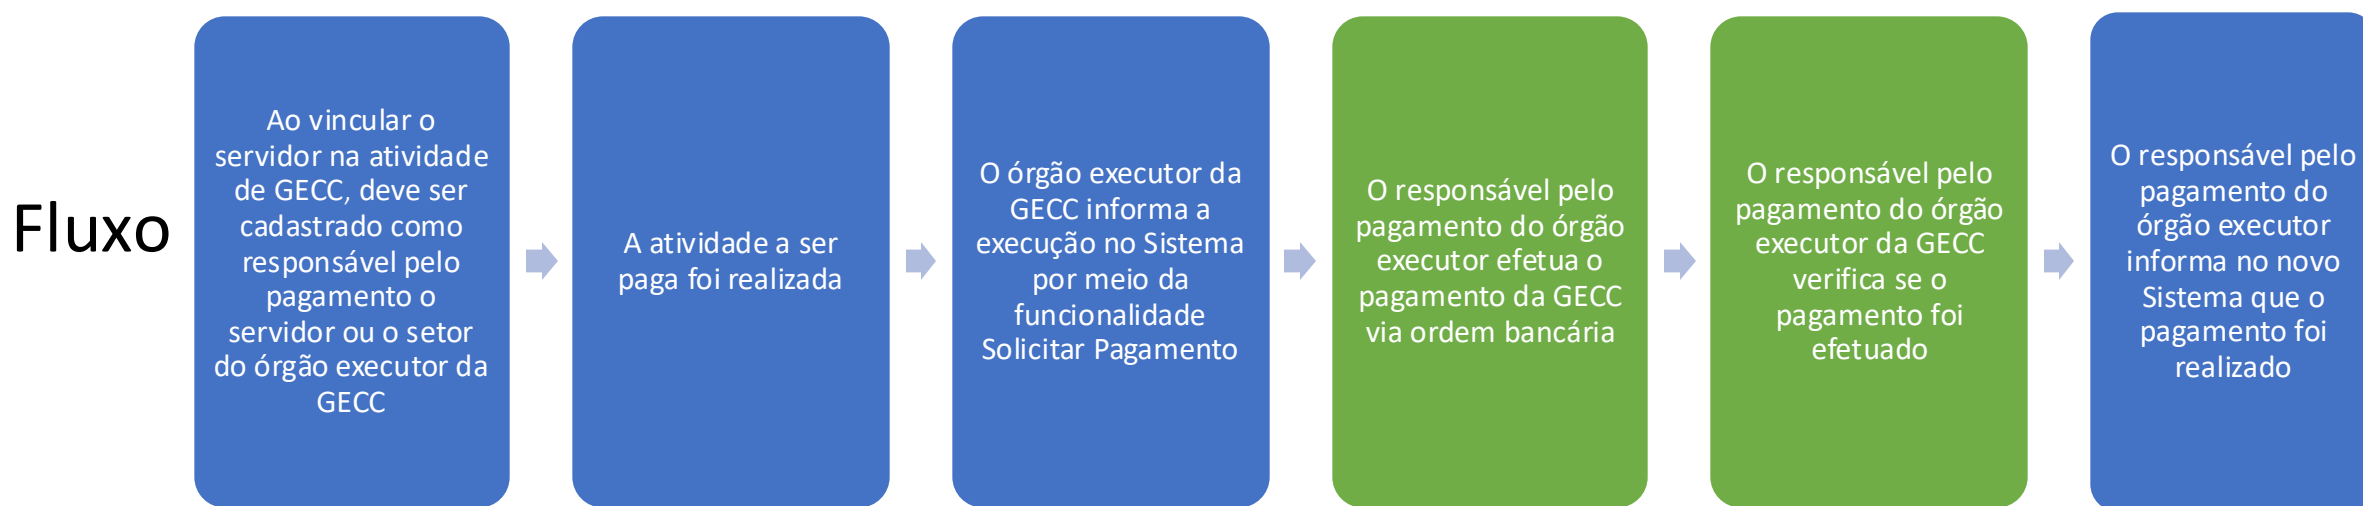 Fluxo
Ao vincular o
servidor na atividade
de GECC, deve ser
cadastrado como
responsável pelo
pagamento o
servidor ou o setor
do órgão executor da
GECC
A atividade a ser
paga foi realizada
O órgão executor da
GECC informa a
execução no Sistema
por meio da
funcionalidade
Solicitar Pagamento
O responsável pelo
pagamento do órgão
executor efetua o
pagamento da GECC
via ordem bancária
O responsável pelo
pagamento do órgão
executor da GECC
verifica se o
pagamento foi
efetuado
O responsável pelo
pagamento do
órgão executor
informa no novo
Sistema que o
pagamento foi
realizado